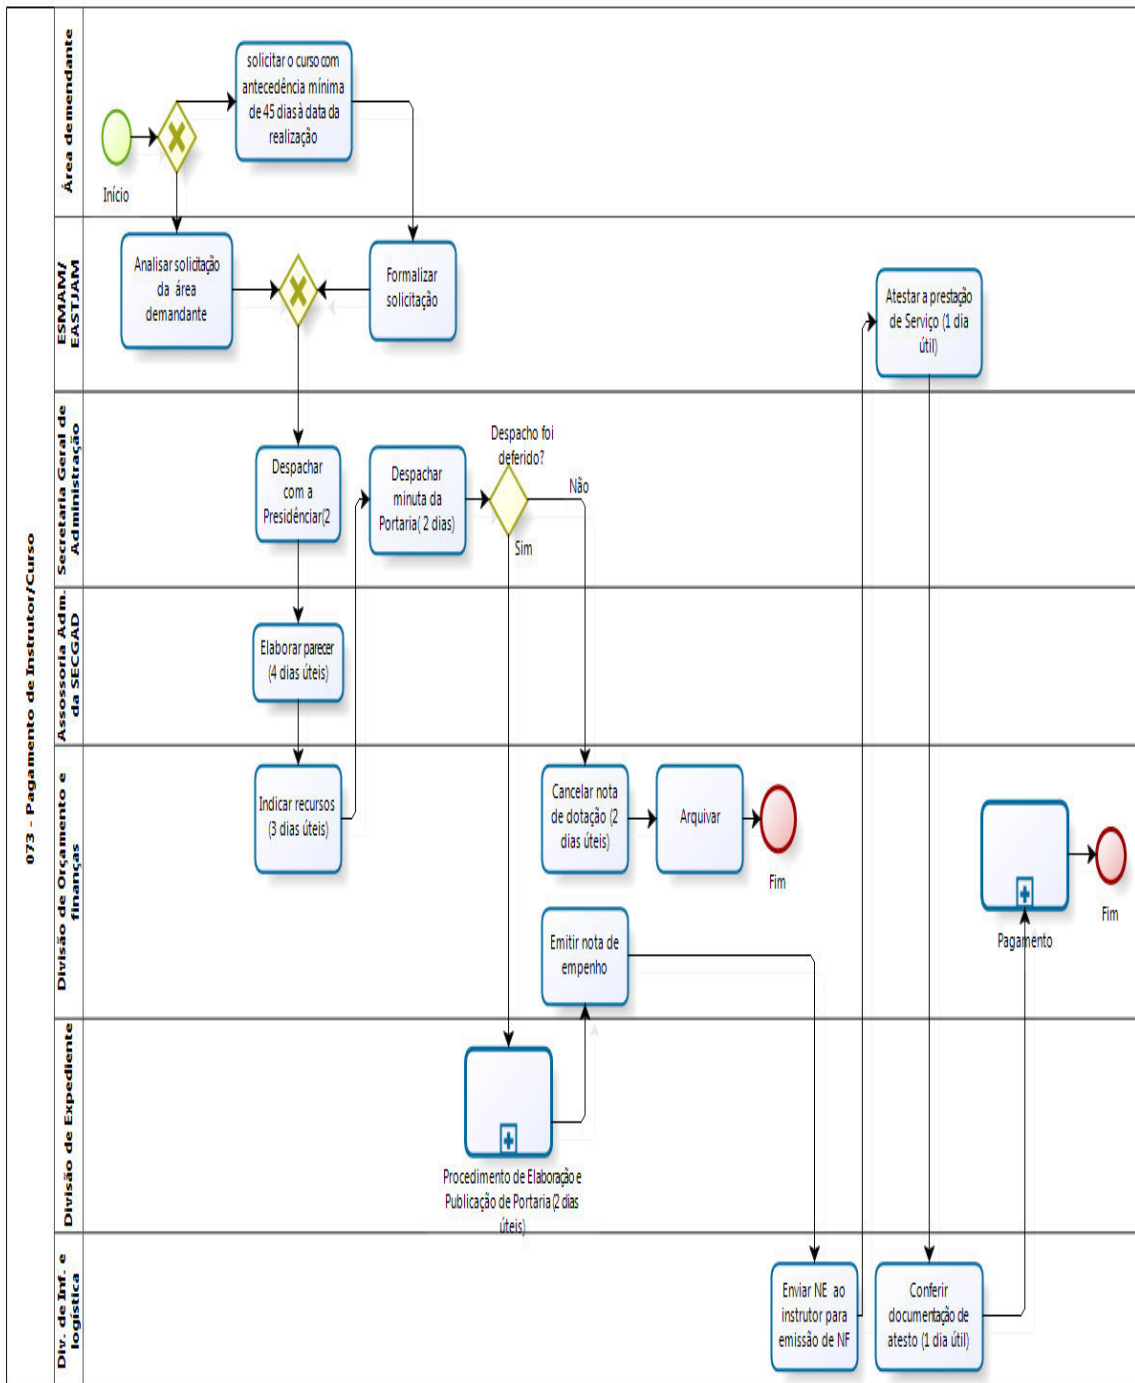 073 - Pagamento de Instrutor/Curso
Área demendante
Início
solicitar o curso com
antecedência mínima
de 45 dias à data da
realização
ESMAM/
EASTJAM
Analisar solicitação
da área
demandante
Formalizar
solicitação
Atestar a prestação
de Serviço (1 dia
útil)
Secretaria Geral de
Administração
Despachar
com a
Presidênciar(2
Despachar
minuta da
Portaria( 2 dias)
Despacho foi
deferido?
Não
Sim
Assossoria Adm.
da SECGAD
Elaborar parecer
(4 dias úteis)
Divisão de Orçamento e
finanças
Indicar recursos
(3 dias úteis)
Cancelar nota
de dotação (2
dias úteis)
Arquivar
Fim
Emitir nota de
empenho
Pagamento
Fim
Divisão de Expediente
Procedimento de Elaboração e
Publicação de Portaria (2 dias
úteis)
Div. de Inf. e
logística
Enviar NE ao
instrutor para
emissão de NF
Conferir
documentação de
atesto (1 dia útil)